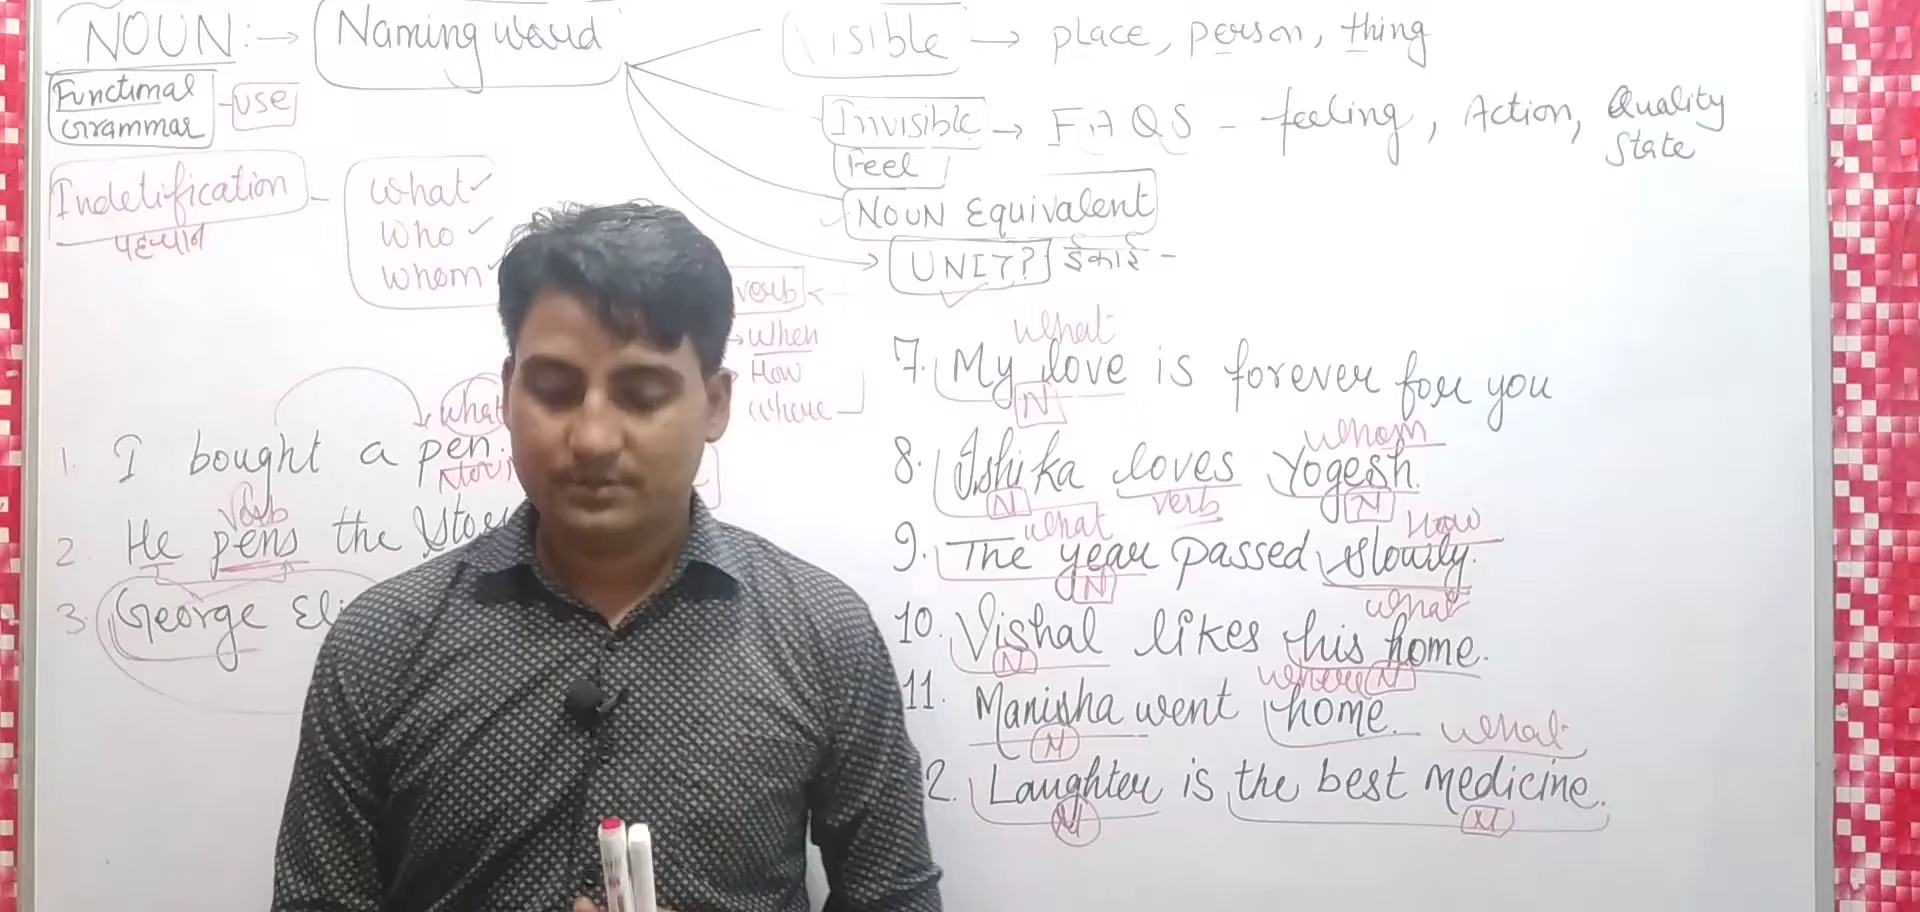 NOUN :→ Naming word
Visible → place, person, thing
Functional Grammar - use
Invisible → FAQS - feeling, Action, Quality
State
Feel
Indetification - what✓
पहचान
who ✓
whom ✓
NOUN Equivalent
UNIT? ईकाई -
verb
→ When
How
where
1. I bought a pen.
what
Noun
2. He pens the
Verb
3. George
7. My love is forever for you
what
N
8. Ishika loves Yogesh.
whom
N verb N
9. The year passed slowly.
what How
N
10. Vishal likes this home.
what
N N
11. Manisha went home.
where
N
2. Laughter is the best medicine.
what
N N